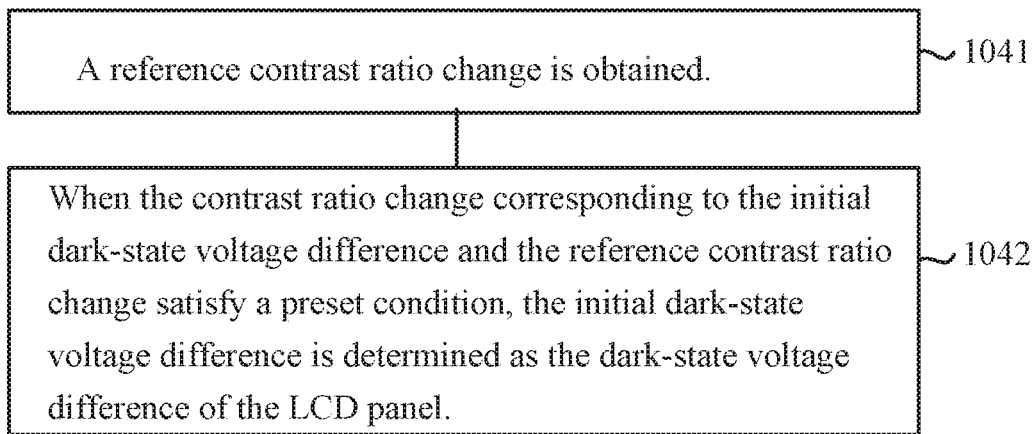 A reference contrast ratio change is obtained.
1041
When the contrast ratio change corresponding to the initial
dark-state voltage difference and the reference contrast ratio
1042
change satisfy a preset condition, the initial dark-state
voltage difference is determined as the dark-state voltage
difference of the LCD panel.